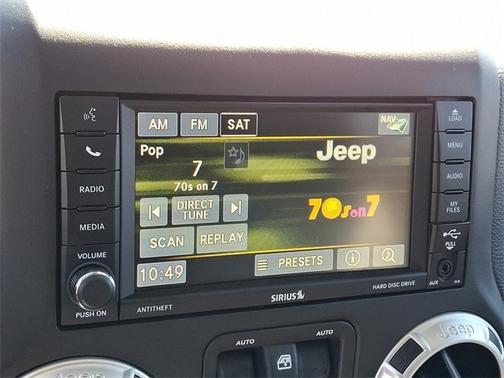 AM FM SAT NAV
Pop
7
70s on 7
Jeep
70s on 7
DIRECT
TUNE
SCAN REPLAY
10:49 PRESETS
RADIO
MEDIA
VOLUME
PUSH ON
ANTITHEFT
SIRIUS
HARD DISC DRIVE
LOAD
MENU
AUDIO
MY
FILES
PULL
AUX
AUTO AUTO
Jeep
Jeep